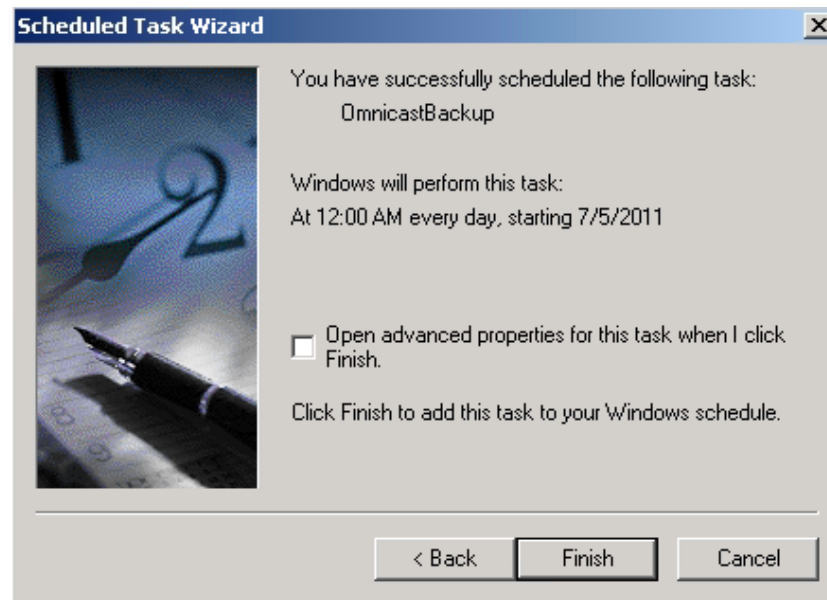 Scheduled Task Wizard
You have successfully scheduled the following task:
OmnicastBackup
Windows will perform this task:
At 12:00 AM every day, starting 7/5/2011
Open advanced properties for this task when I click
Finish.
Click Finish to add this task to your Windows schedule.
< Back
Finish
Cancel